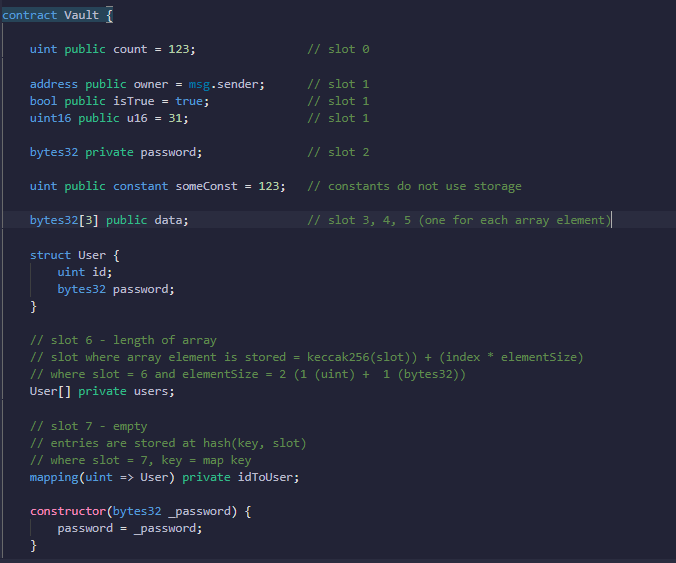 contract Vault {
uint public count = 123; // slot 0
address public owner = msg.sender; // slot 1
bool public isTrue = true; // slot 1
uint16 public u16 = 31; // slot 1
bytes32 private password; // slot 2
uint public constant someConst = 123; // constants do not use storage
bytes32[3] public data; // slot 3, 4, 5 (one for each array element)
struct User {
uint id;
bytes32 password;
}
// slot 6 - length of array
// slot where array element is stored = keccak256(slot)) + (index * elementSize)
// where slot = 6 and elementSize = 2 (1 (uint) +  1 (bytes32))
User[] private users;
// slot 7 - empty
// entries are stored at hash(key, slot)
// where slot = 7, key = map key
mapping(uint => User) private idToUser;
constructor(bytes32 _password) {
password = _password;
}